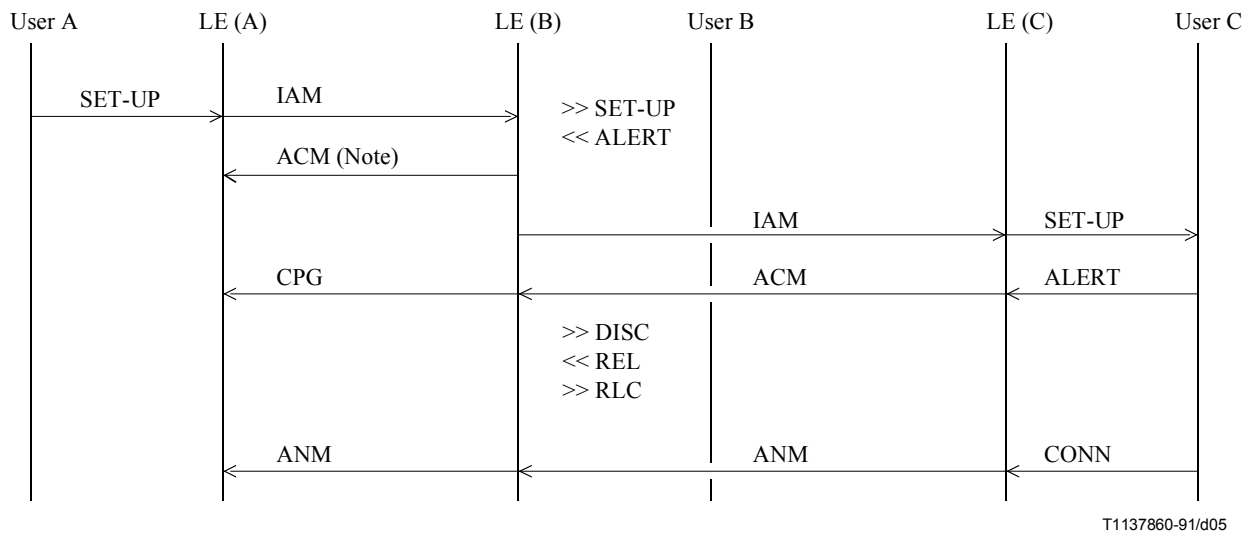 User A LE (A) LE (B) User B LE (C) User C
SET-UP IAM >> SET-UP
<< ALERT
ACM (Note)
IAM SET-UP
CPG ACM ALERT
>> DISC
<< REL
>> RLC
ANM ANM CONN
T1137860-91/d05